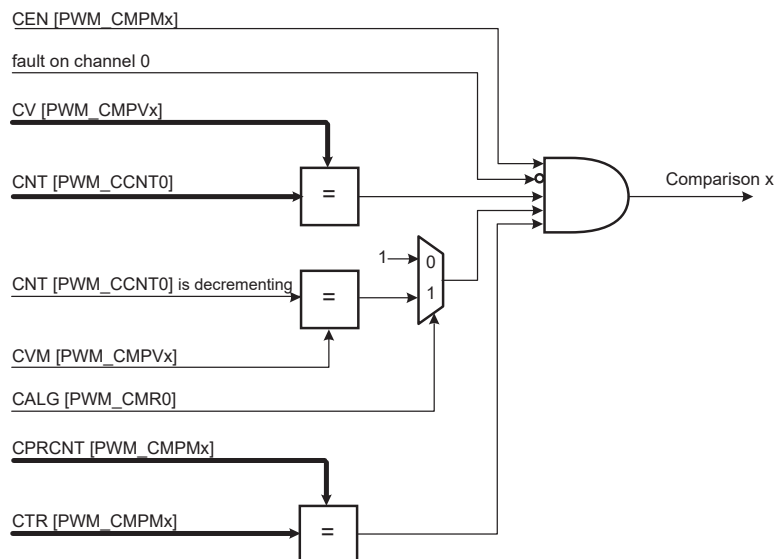 CEN [PWM_CMPMx]
fault on channel 0
CV [PWM_CMPVx]
CNT [PWM_CCNT0]
=
Comparison x
1
0
CNT [PWM_CCNT0] is decrementing
=
1
CVM [PWM_CMPVx]
CALG [PWM_CMR0]
CPRCNT [PWM_CMPMx]
CTR [PWM_CMPMx]
=